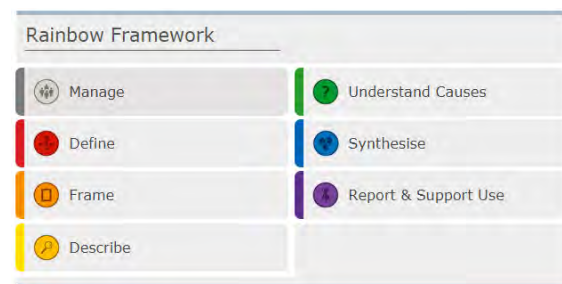 Rainbow Framework
Manage
Define
Frame
Describe
Understand Causes
?
Synthesise
Report & Support Use